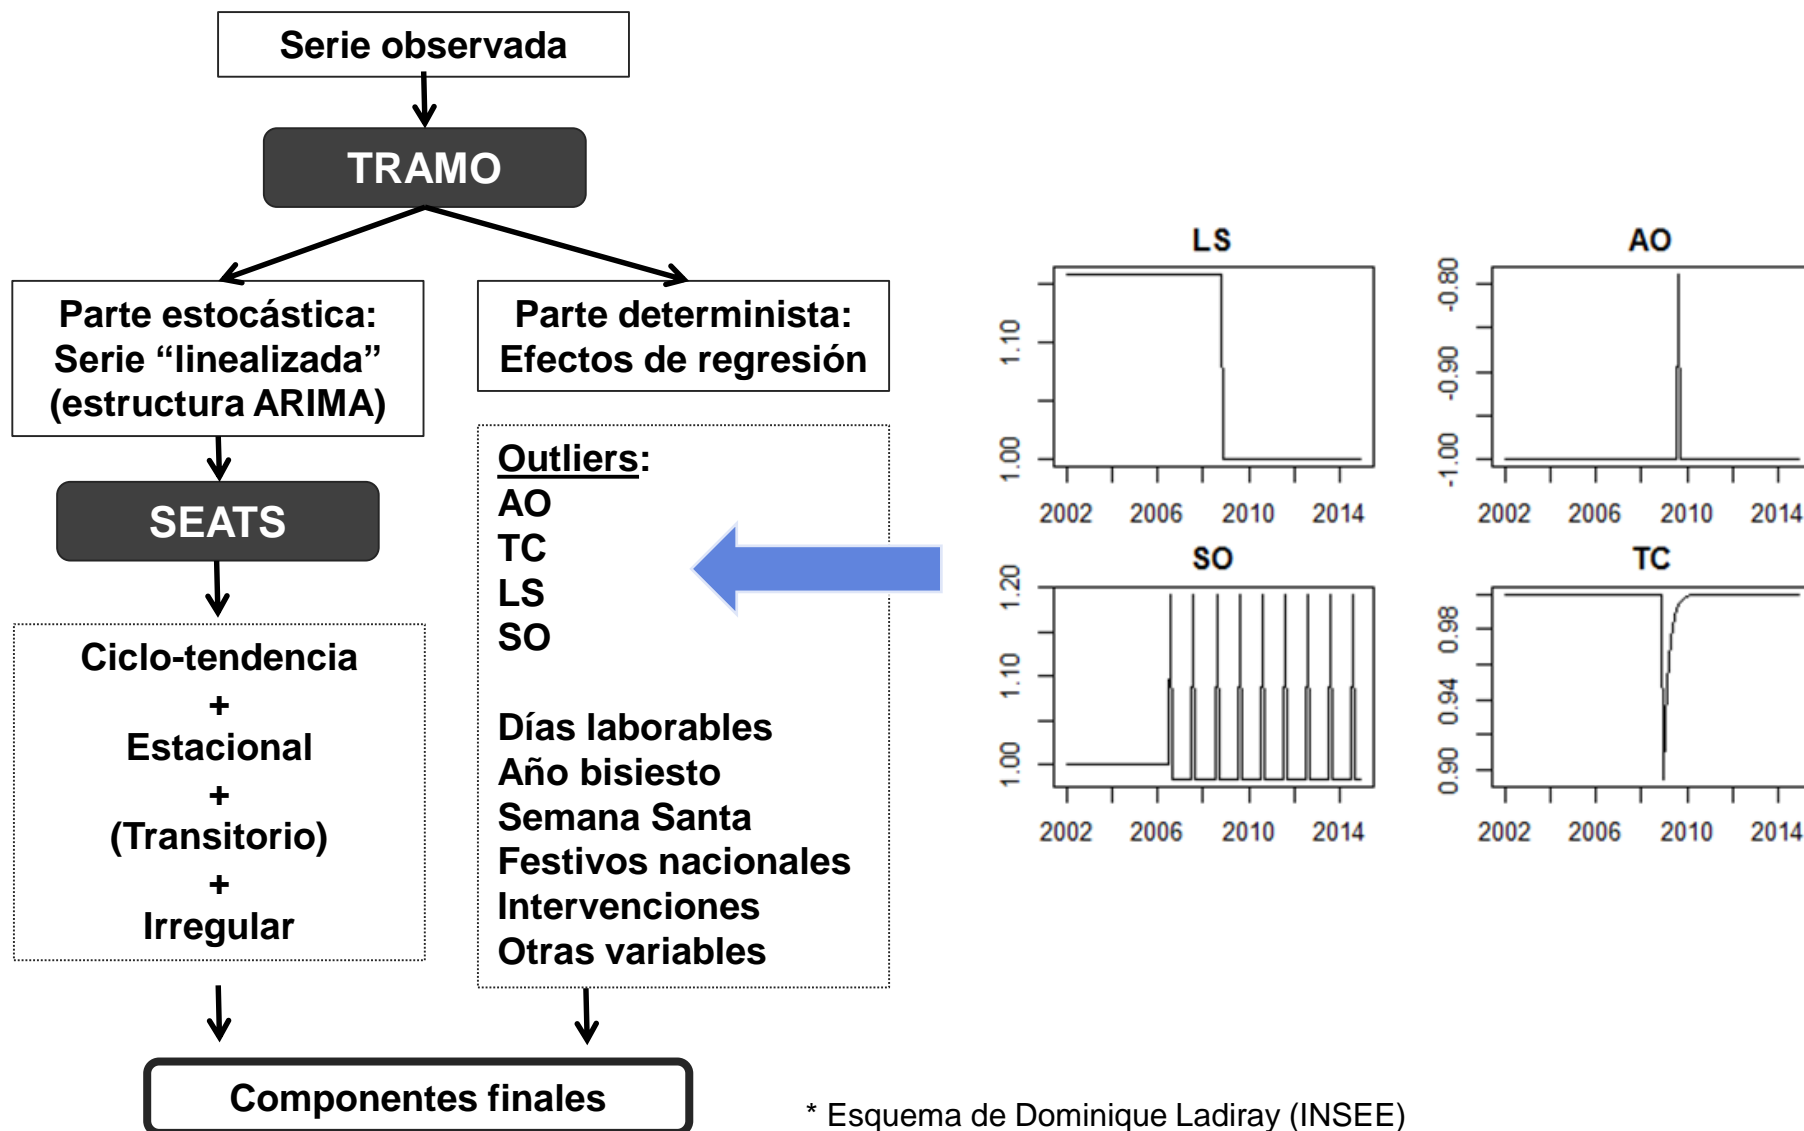 Serie observada
TRAMO
Parte estocástica:
Serie “linealizada”
(estructura ARIMA)
Parte determinista:
Efectos de regresión
SEATS
Outliers:
AO
TC
LS
SO
Días laborables
Año bisiesto
Semana Santa
Festivos nacionales
Intervenciones
Otras variables
Ciclo-tendencia
+
Estacional
+
(Transitorio)
+
Irregular
Componentes finales
LS
1.10
1.00
2002 2006 2010 2014
AO
-0.80
-0.90
-1.00
2002 2006 2010 2014
SO
1.20
1.10
1.00
2002 2006 2010 2014
TC
0.98
0.94
0.90
2002 2006 2010 2014
* Esquema de Dominique Ladiray (INSEE)